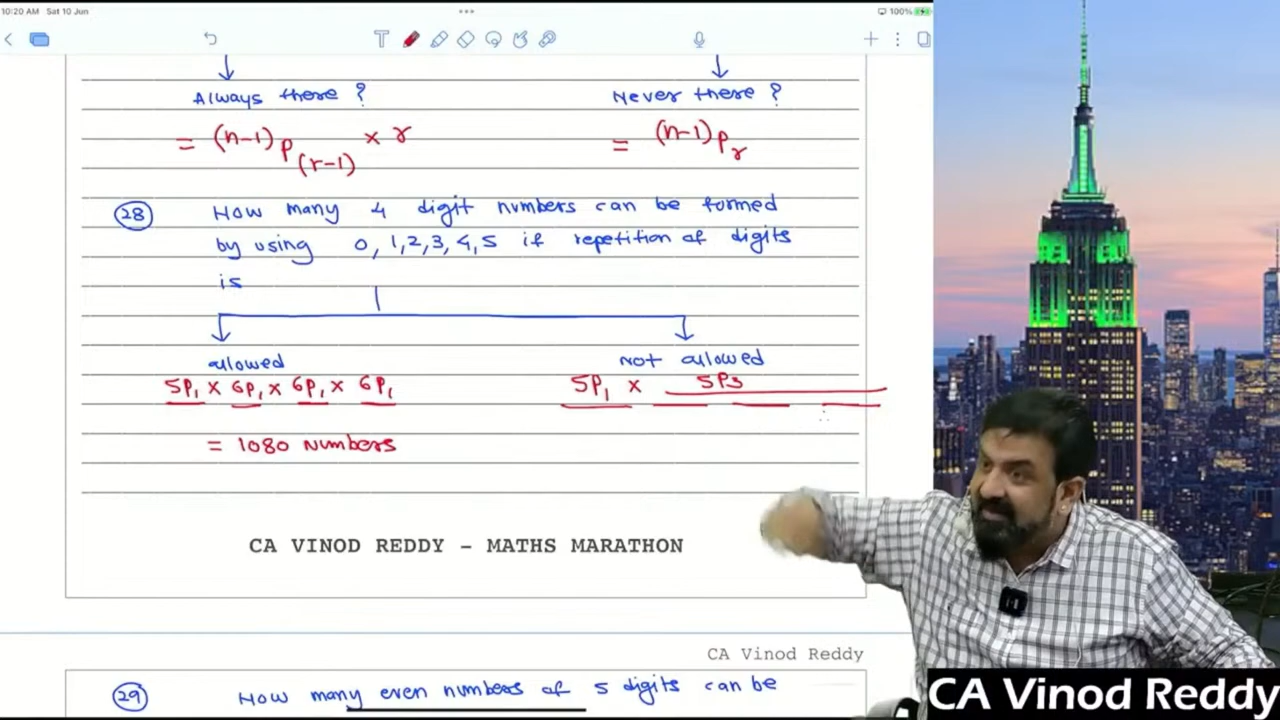 10:20 AM Sat 10 Jun
100%
T
Always there ? Never there ?
= (n-1)P(r-1) × r = (n-1)Pr
28 How many 4 digit numbers can be formed
by using 0, 1, 2, 3, 4, 5 if repetition of digits
is
allowed not allowed
5P1 × 6P1 × 6P1 × 6P1 5P1 × 5P3
= 1080 Numbers
CA VINOD REDDY - MATHS MARATHON
CA Vinod Reddy
29 How many even numbers of 5 digits can be
CA Vinod Reddy